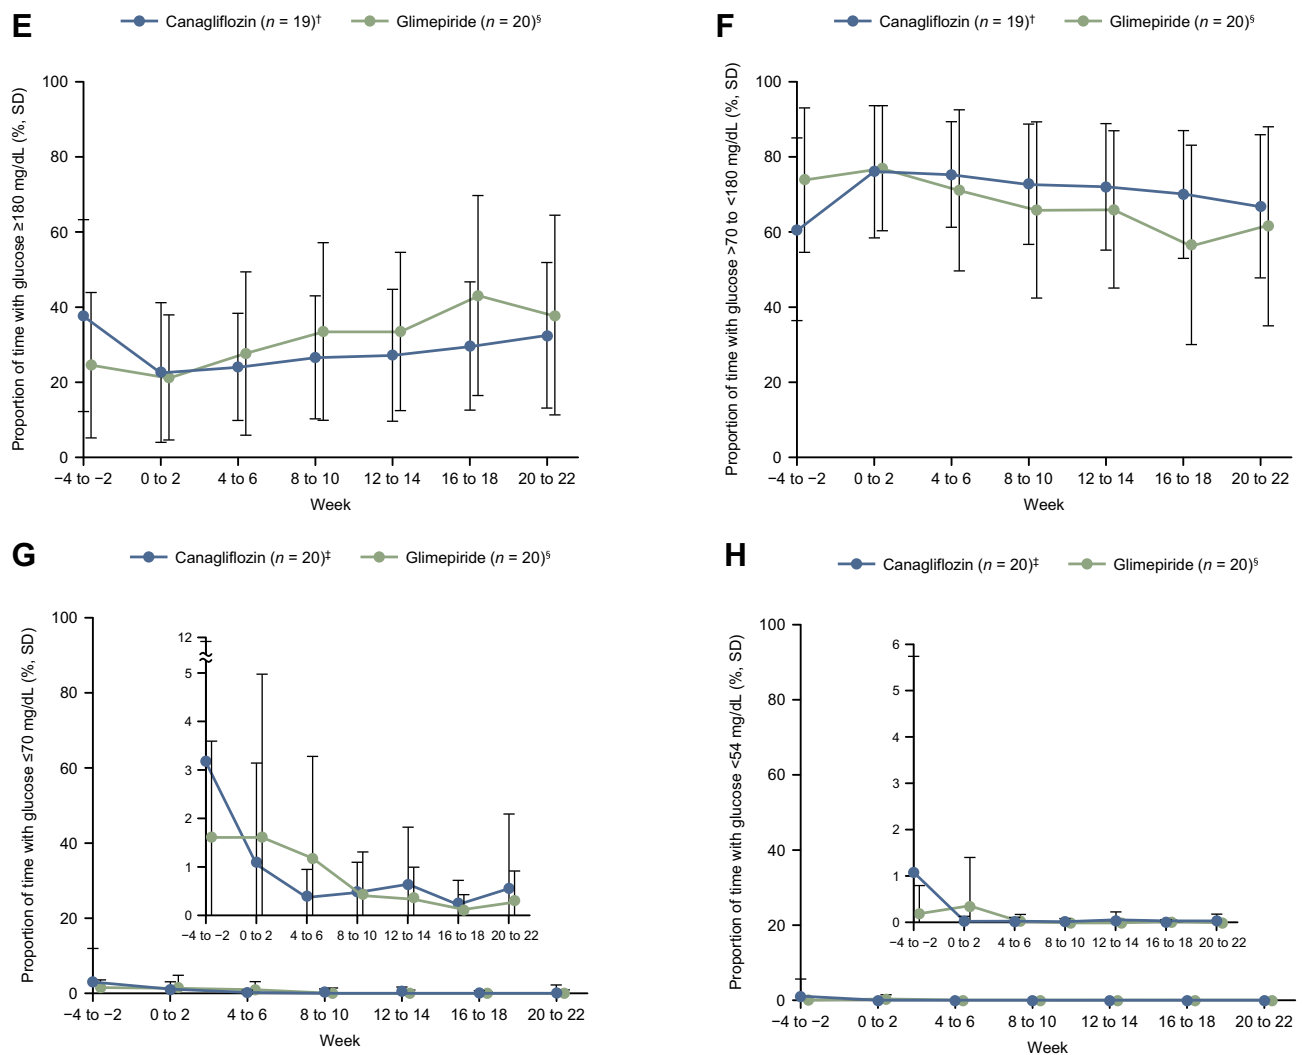 E
Canagliflozin (n = 19)†
Glimepiride (n = 20)§
Proportion of time with glucose ≥180 mg/dL (%, SD)
100
80
60
40
20
0
−4 to −2
0 to 2
4 to 6
8 to 10
12 to 14
16 to 18
20 to 22
Week
F
Canagliflozin (n = 19)†
Glimepiride (n = 20)§
Proportion of time with glucose >70 to <180 mg/dL (%, SD)
100
80
60
40
20
0
−4 to −2
0 to 2
4 to 6
8 to 10
12 to 14
16 to 18
20 to 22
Week
G
Canagliflozin (n = 20)‡
Glimepiride (n = 20)§
Proportion of time with glucose ≤70 mg/dL (%, SD)
100
80
60
40
20
0
12
5
4
3
2
1
0
−4 to −2
0 to 2
4 to 6
8 to 10
12 to 14
16 to 18
20 to 22
−4 to −2
0 to 2
4 to 6
8 to 10
12 to 14
16 to 18
20 to 22
Week
H
Canagliflozin (n = 20)‡
Glimepiride (n = 20)§
Proportion of time with glucose <54 mg/dL (%, SD)
100
80
60
40
20
0
6
5
4
3
2
1
0
−4 to −2
0 to 2
4 to 6
8 to 10
12 to 14
16 to 18
20 to 22
−4 to −2
0 to 2
4 to 6
8 to 10
12 to 14
16 to 18
20 to 22
Week